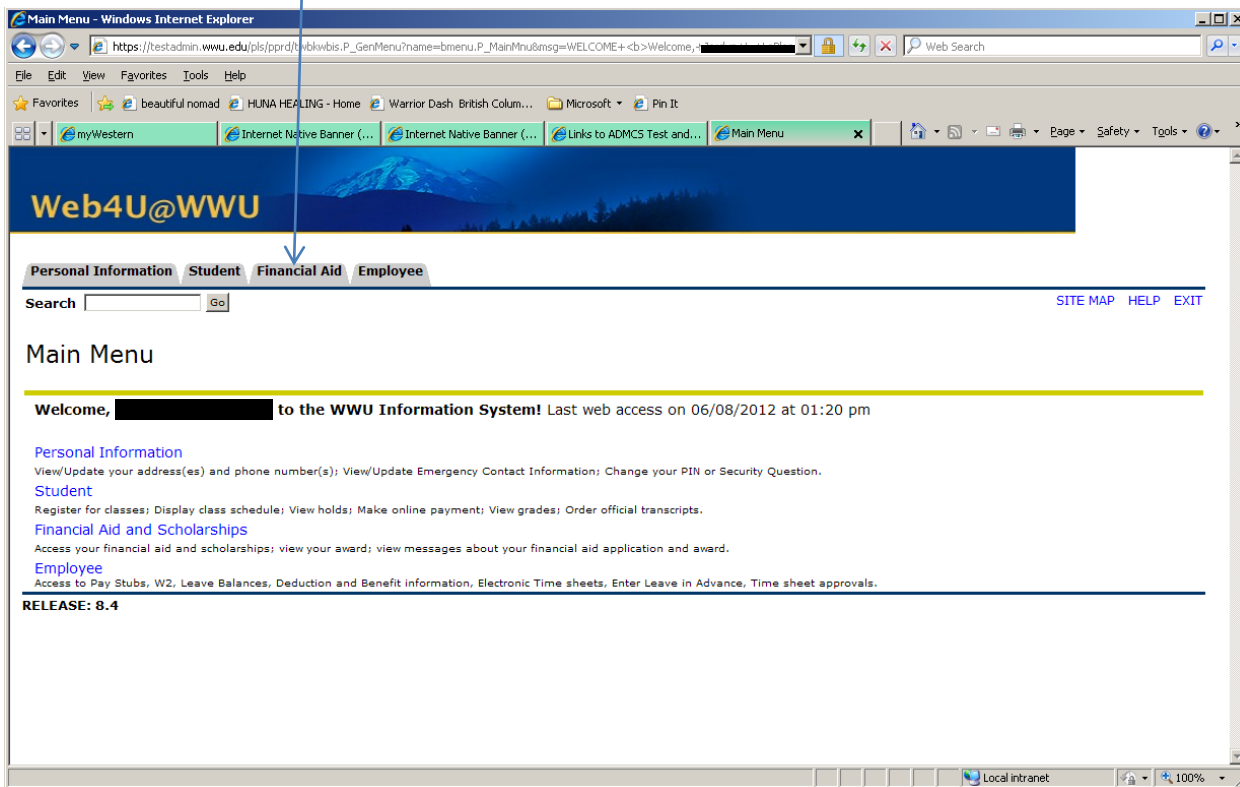 Main Menu - Windows Internet Explorer
https://testadmin.wwu.edu/pls/pprd/twbkwbis.P_GenMenu?name=bmenu.P_MainMnu&msg=WELCOME+<b>Welcome,+
Web Search
File Edit View Favorites Tools Help
Favorites beautiful nomad HUNA HEALING - Home Warrior Dash British Colum... Microsoft Pin It
myWestern Internet Native Banner (... Internet Native Banner (... Links to ADMCS Test and... Main Menu x Page Safety Tools
Web4U@WWU
Personal Information Student Financial Aid Employee
Search Go SITE MAP HELP EXIT
Main Menu
Welcome, to the WWU Information System! Last web access on 06/08/2012 at 01:20 pm
Personal Information
View/Update your address(es) and phone number(s); View/Update Emergency Contact Information; Change your PIN or Security Question.
Student
Register for classes; Display class schedule; View holds; Make online payment; View grades; Order official transcripts.
Financial Aid and Scholarships
Access your financial aid and scholarships; view your award; view messages about your financial aid application and award.
Employee
Access to Pay Stubs, W2, Leave Balances, Deduction and Benefit information, Electronic Time sheets, Enter Leave in Advance, Time sheet approvals.
RELEASE: 8.4
Local intranet 100%